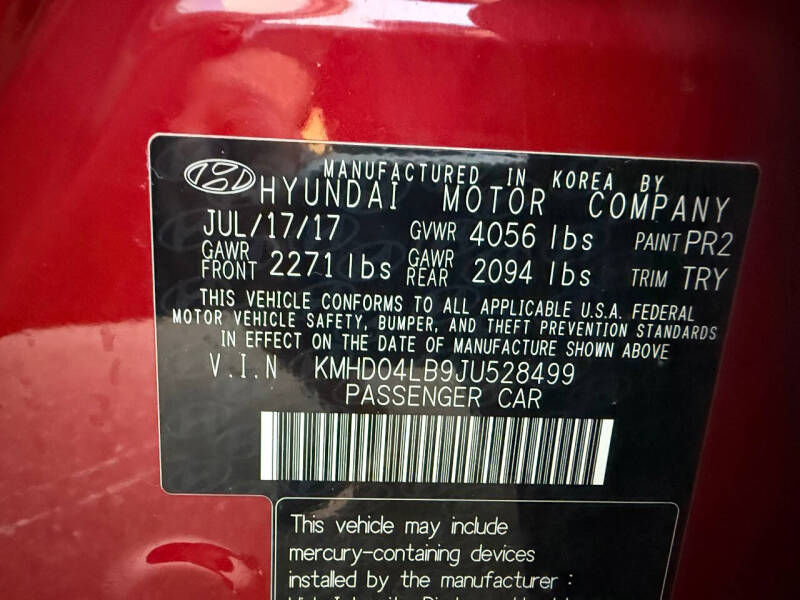 MANUFACTURED IN KOREA BY
HYUNDAI MOTOR COMPANY
JUL/17/17 GVWR 4056 lbs PAINT PR2
GAWR FRONT 2271 lbs GAWR REAR 2094 lbs TRIM TRY
THIS VEHICLE CONFORMS TO ALL APPLICABLE U.S.A. FEDERAL
MOTOR VEHICLE SAFETY, BUMPER, AND THEFT PREVENTION STANDARDS
IN EFFECT ON THE DATE OF MANUFACTURE SHOWN ABOVE
V.I.N KMHD04LB9JU528499
PASSENGER CAR
This vehicle may include
mercury-containing devices
installed by the manufacturer :